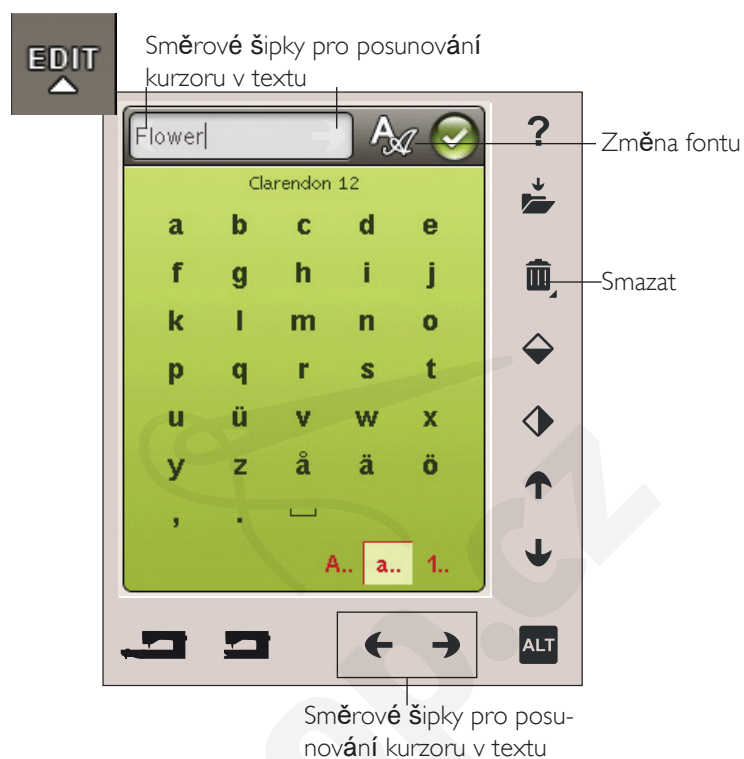 EDIT
Směrové šipky pro posunování
kurzoru v textu
Flower
Změna fontu
Clarendon 12
a b c d e
f g h i j
k l m n o
p q r s t
u ü v w x
y z å ä ö
, .
A.. a.. 1..
?
Smazat
ALT
Směrové šipky pro posu-
nování kurzoru v textu